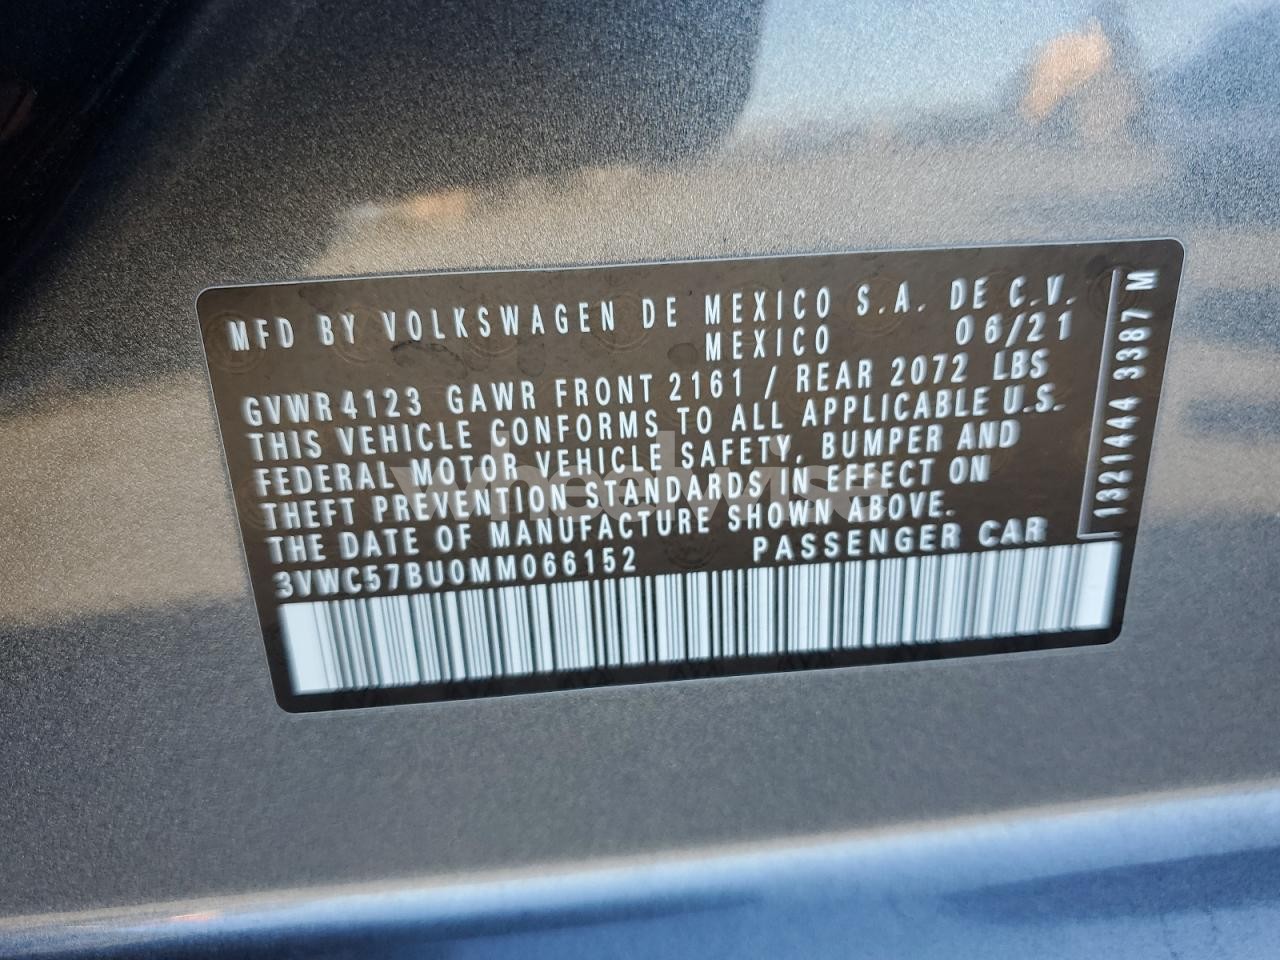 MFD BY VOLKSWAGEN DE MEXICO S.A. DE C.V.
MEXICO 06/21
GVWR 4123 GAWR FRONT 2161 / REAR 2072 LBS
THIS VEHICLE CONFORMS TO ALL APPLICABLE U.S.
FEDERAL MOTOR VEHICLE SAFETY, BUMPER AND
THEFT PREVENTION STANDARDS IN EFFECT ON
THE DATE OF MANUFACTURE SHOWN ABOVE.
3VWC57BU0MM066152 PASSENGER CAR
1321444 3387 M
wheelwise